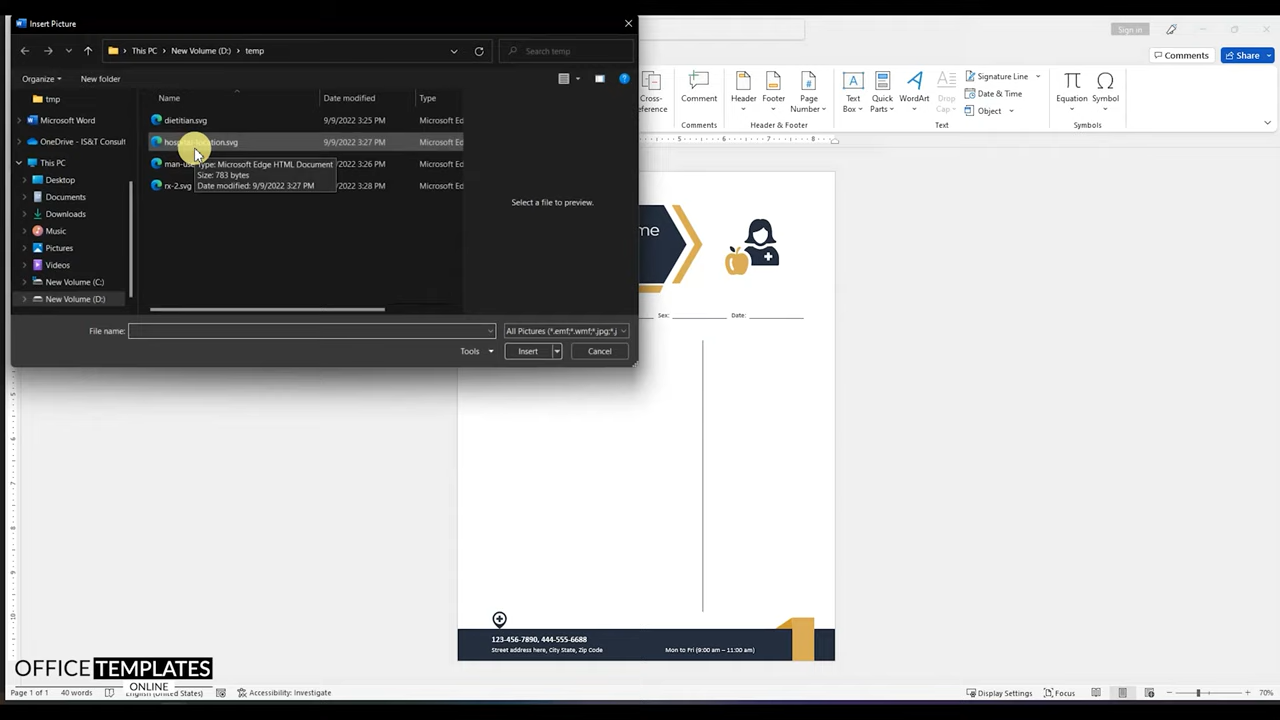 Insert Picture
Sign in
This PC > New Volume (D:) > temp
Search temp
Comments
Share
Organize
New folder
Cross-
Reference
Comment
Header
Footer
Page
Number
Text
Box
Quick
Parts
WordArt
Drop
Cap
Signature Line
Date & Time
Object
Equation
Symbol
Comments
Header & Footer
Text
Symbols
tmp
Microsoft Word
OneDrive - IS&T Consult
This PC
Desktop
Documents
Downloads
Music
Pictures
Videos
New Volume (C:)
New Volume (D:)
Name
Date modified
Type
dietitian.svg
9/9/2022 3:25 PM
Microsoft Ed
hospital-location.svg
9/9/2022 3:27 PM
Microsoft Ed
man-use
/2022 3:26 PM
Microsoft Ed
rx-2.svg
/2022 3:28 PM
Microsoft Ed
Type: Microsoft Edge HTML Document
Size: 783 bytes
Date modified: 9/9/2022 3:27 PM
Select a file to preview.
File name:
All Pictures (*.emf;*.wmf;*.jpg;*.j
Tools
Insert
Cancel
me
Sex:
Date:
123-456-7890, 444-555-6688
Street address here, City State, Zip Code
Mon to Fri (9:00 am – 11:00 am)
OFFICETEMPLATES
ONLINE
Page 1 of 1
40 words
English (United States)
Accessibility: Investigate
Display Settings
Focus
70%